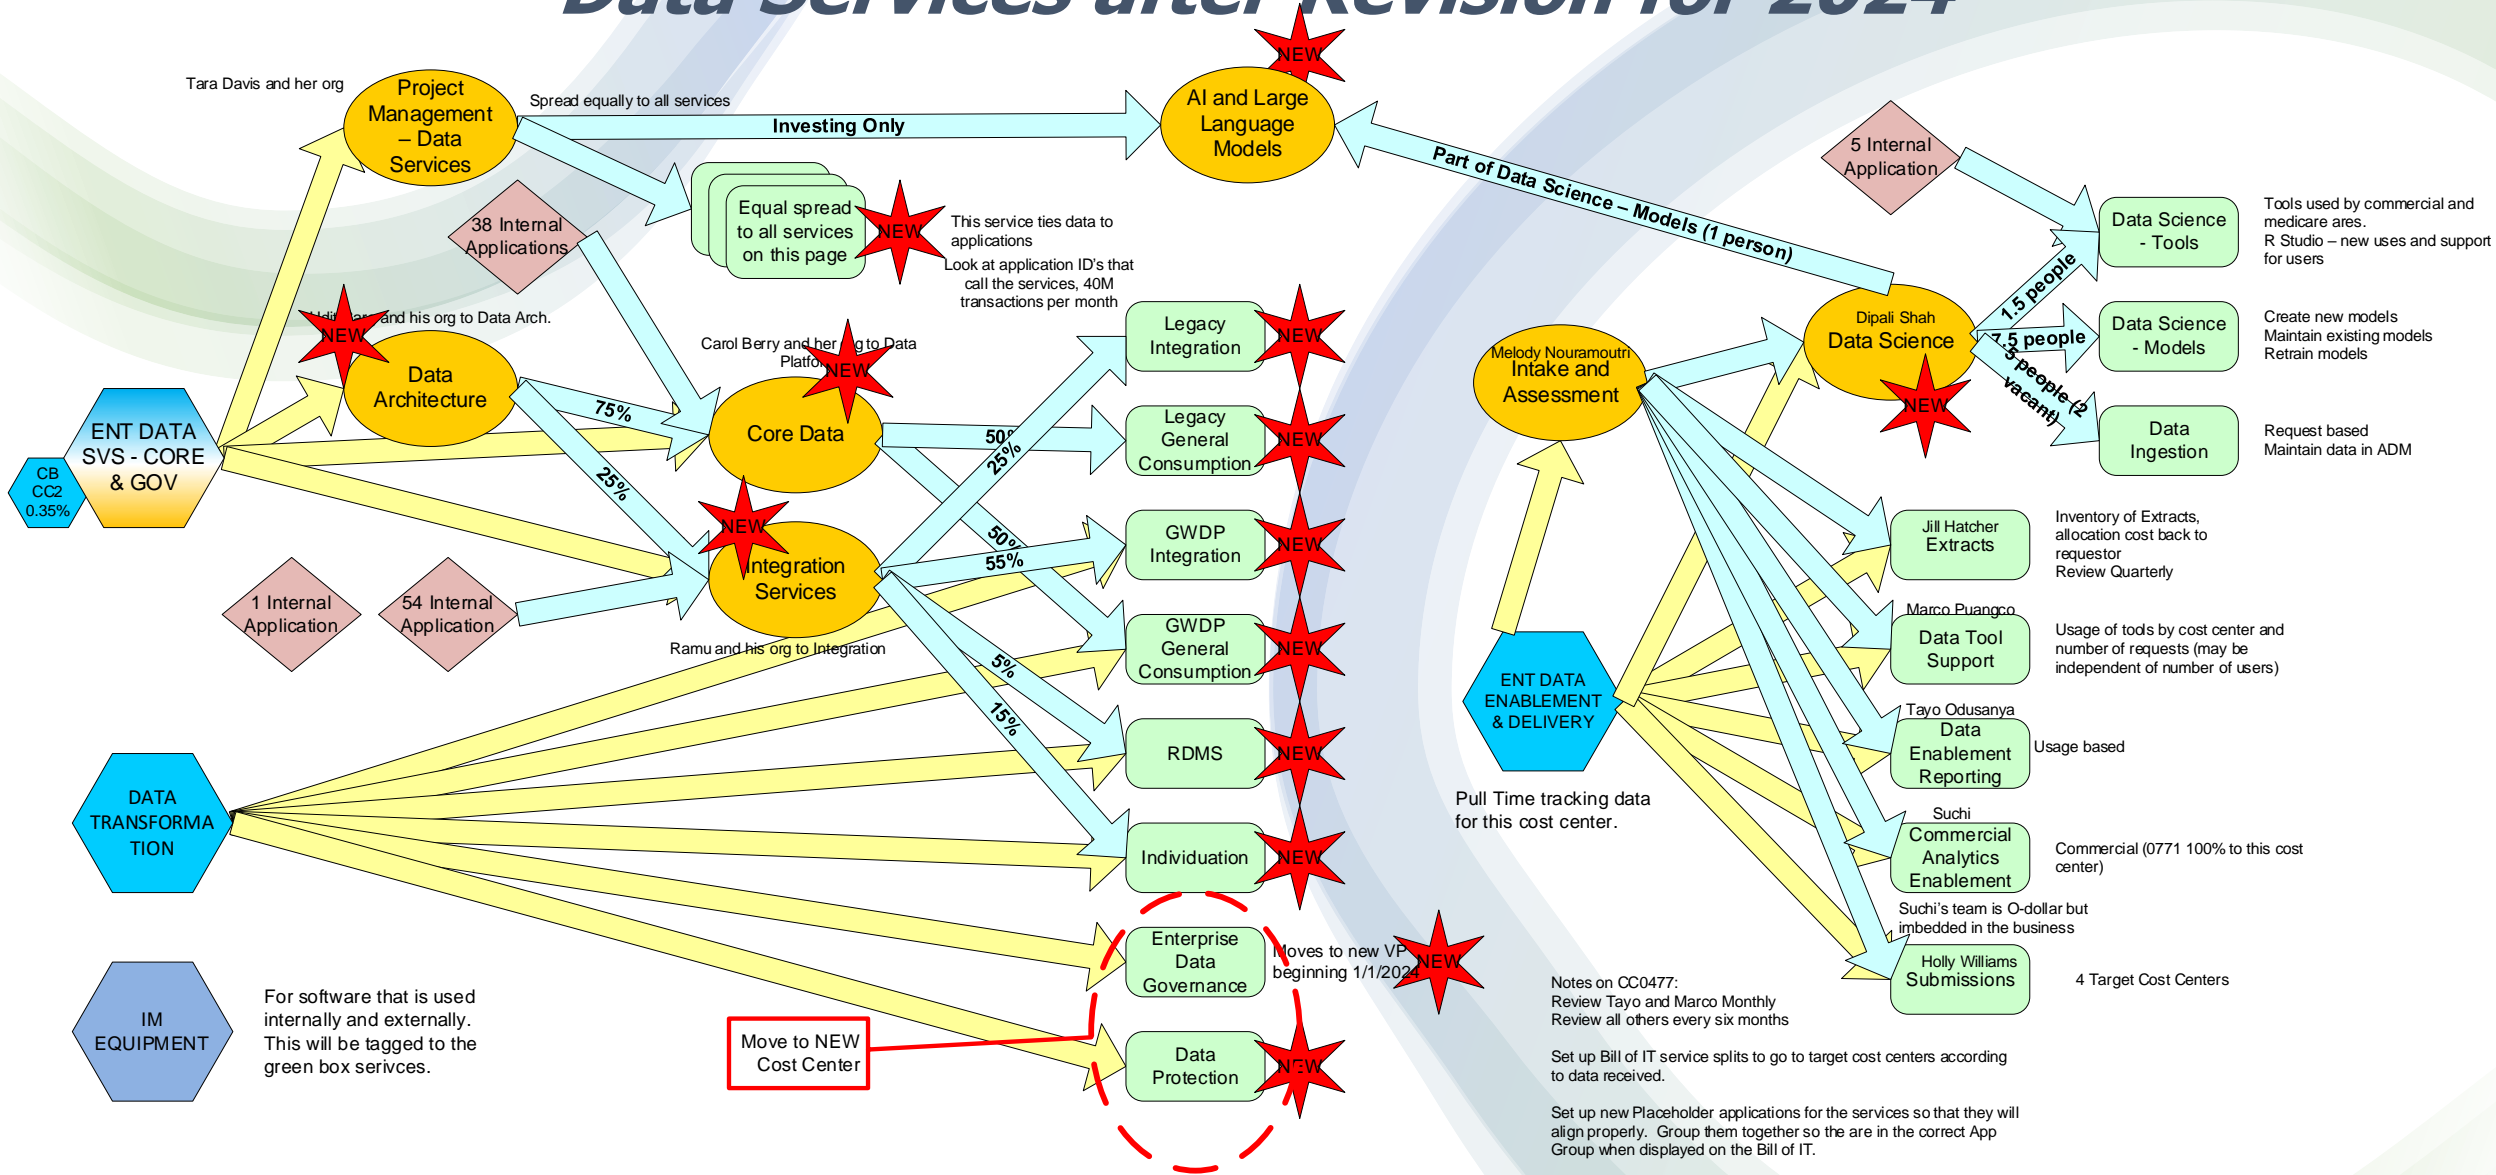 Data Services after Revision for 2024
Tara Davis and her org
Project
Management
– Data
Services
Spread equally to all services
Investing Only
NEW
AI and Large
Language
Models
Part of Data Science – Models (1 person)
38 Internal
Applications
Equal spread
to all services
on this page
NEW
This service ties data to
applications
Look at application ID's that
call the services, 40M
transactions per month
NEW
and his org to Data Arch.
Data
Architecture
75%
25%
Carol Berry and her org to Data
NEW
Core Data
50%
50%
ENT DATA
SVS - CORE
& GOV
CB
CC2
0.35%
1 Internal
Application
54 Internal
Application
NEW
Integration
Services
Ramu and his org to Integration
25%
55%
5%
15%
Legacy
Integration
NEW
Legacy
General
Consumption
NEW
GWDP
Integration
NEW
GWDP
General
Consumption
NEW
RDMS
NEW
Individuation
NEW
DATA
TRANSFORMA
TION
Enterprise
Data
Governance
Moves to new VP
beginning 1/1/2024
NEW
Data
Protection
NEW
Move to NEW
Cost Center
IM
EQUIPMENT
For software that is used
internally and externally.
This will be tagged to the
green box serivces.
5 Internal
Application
Data Science
- Tools
Tools used by commercial and
medicare ares.
R Studio – new uses and support
for users
Melody Nouramoutri
Intake and
Assessment
Dipali Shah
Data Science
NEW
1.5 people
7.5 people
5 people (2
vacant)
Data Science
- Models
Create new models
Maintain existing models
Retrain models
Data
Ingestion
Request based
Maintain data in ADM
Jill Hatcher
Extracts
Inventory of Extracts,
allocation cost back to
requestor
Review Quarterly
Marco Puangco
Data Tool
Support
Usage of tools by cost center and
number of requests (may be
independent of number of users)
ENT DATA
ENABLEMENT
& DELIVERY
Pull Time tracking data
for this cost center.
Tayo Odusanya
Data
Enablement
Reporting
Usage based
Suchi
Commercial
Analytics
Enablement
Commercial (0771 100% to this cost
center)
Suchi's team is O-dollar but
imbedded in the business
Holly Williams
Submissions
4 Target Cost Centers
Notes on CC0477:
Review Tayo and Marco Monthly
Review all others every six months
Set up Bill of IT service splits to go to target cost centers according
to data received.
Set up new Placeholder applications for the services so that they will
align properly.  Group them together so the are in the correct App
Group when displayed on the Bill of IT.